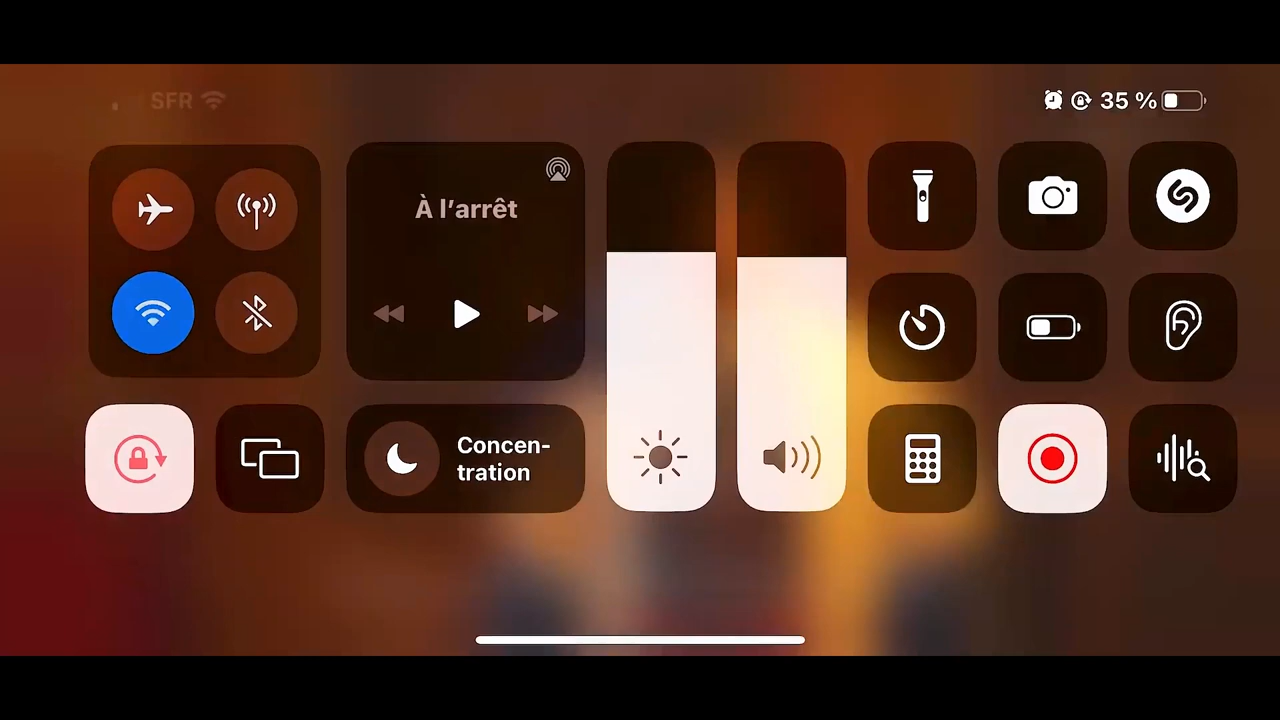 SFR
35 %
À l’arrêt
Concen-
tration